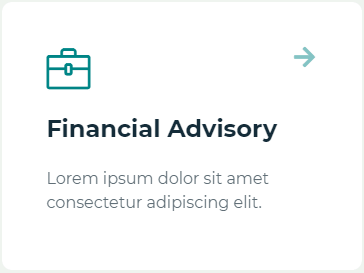 Financial Advisory
Lorem ipsum dolor sit amet
consectetur adipiscing elit.